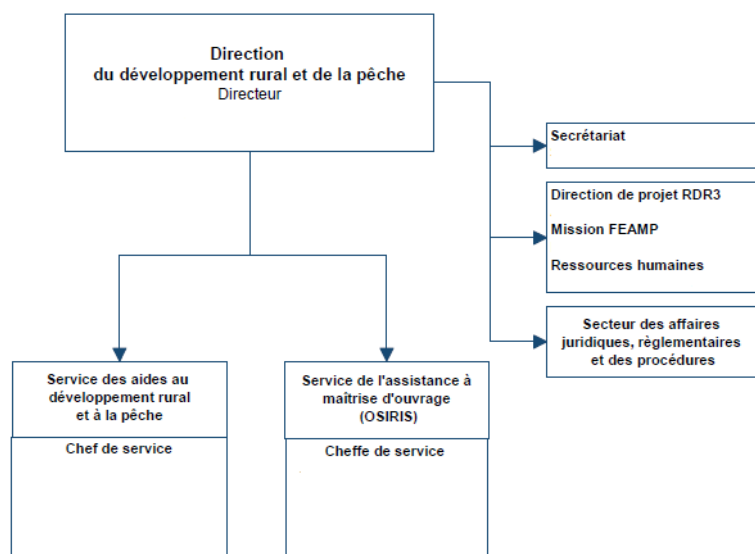 Direction
du développement rural et de la pêche
Directeur
Secrétariat
Direction de projet RDR3
Mission FEAMP
Ressources humaines
Secteur des affaires
juridiques, règlementaires
et des procédures
Service des aides au
développement rural
et à la pêche
Chef de service
Service de l'assistance à
maîtrise d'ouvrage
(OSIRIS)
Cheffe de service